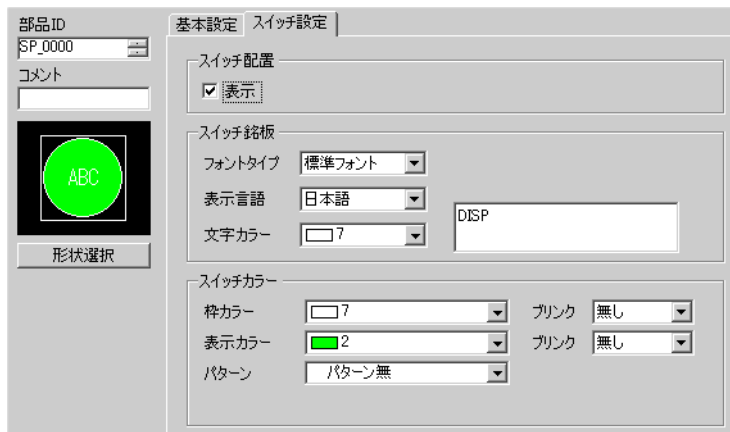 部品ID
SP_0000
コメント
ABC
形状選択
基本設定 スイッチ設定
スイッチ配置
表示
スイッチ銘板
フォントタイプ 標準フォント
表示言語 日本語
文字カラー 7
DISP
スイッチカラー
枠カラー 7 ブリンク 無し
表示カラー 2 ブリンク 無し
パターン パターン無